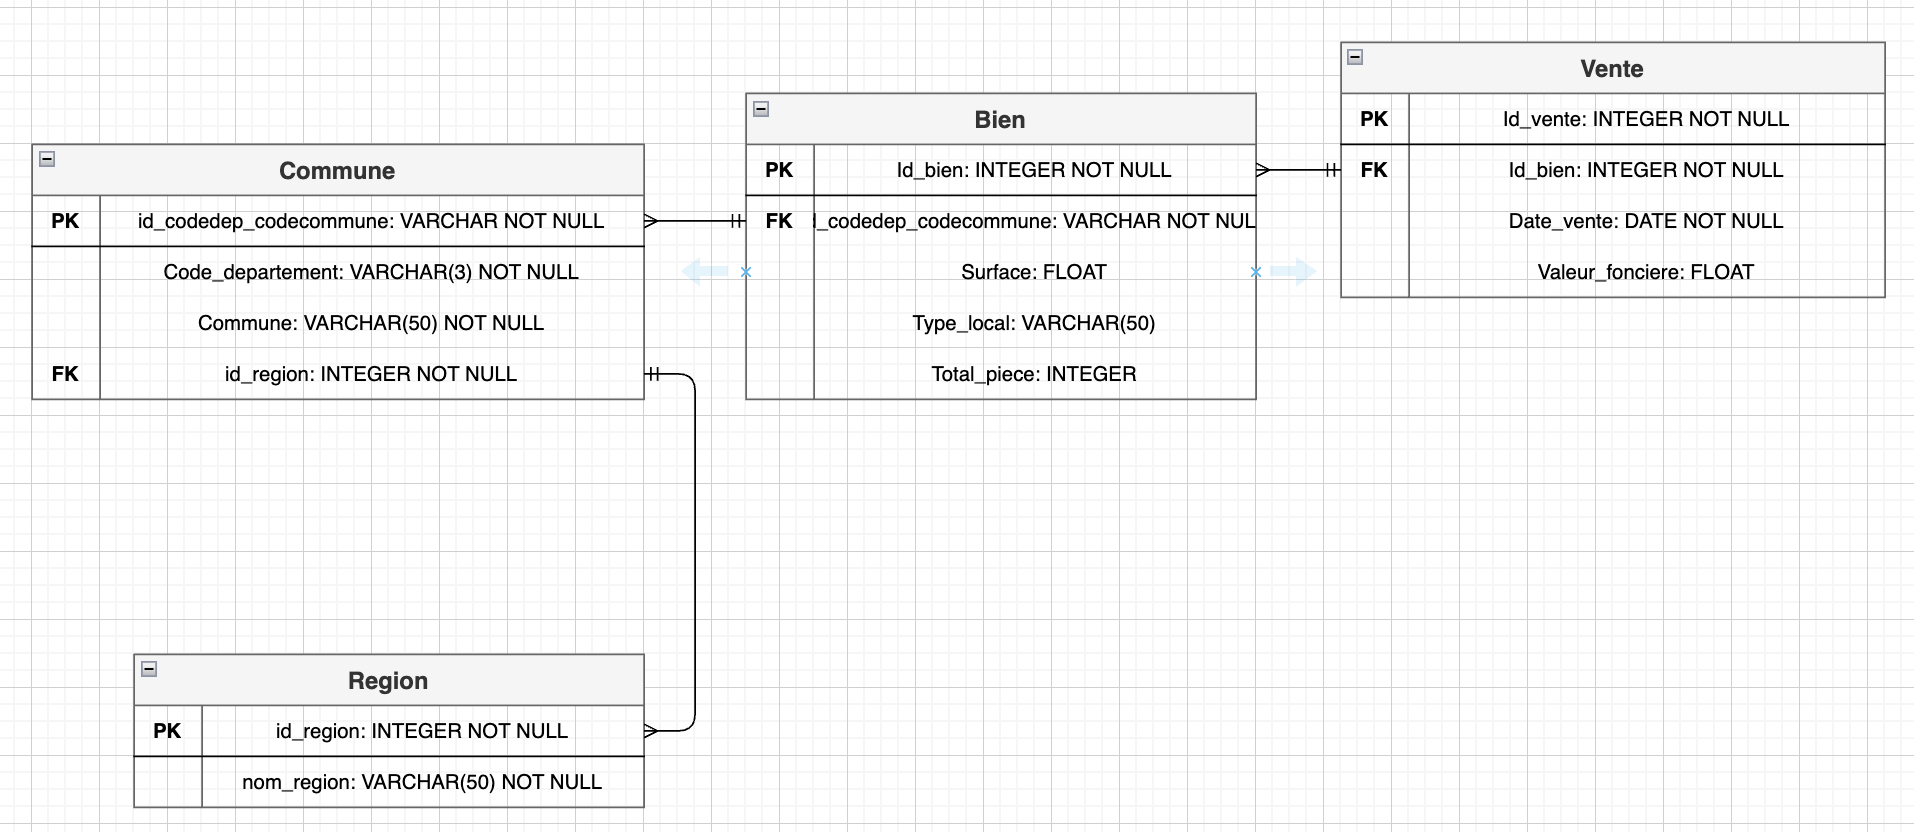 Commune
PK id_codedep_codecommune: VARCHAR NOT NULL
Code_departement: VARCHAR(3) NOT NULL
Commune: VARCHAR(50) NOT NULL
FK id_region: INTEGER NOT NULL
Bien
PK Id_bien: INTEGER NOT NULL
FK _codedep_codecommune: VARCHAR NOT NUL
Surface: FLOAT
Type_local: VARCHAR(50)
Total_piece: INTEGER
Vente
PK Id_vente: INTEGER NOT NULL
FK Id_bien: INTEGER NOT NULL
Date_vente: DATE NOT NULL
Valeur_fonciere: FLOAT
Region
PK id_region: INTEGER NOT NULL
nom_region: VARCHAR(50) NOT NULL